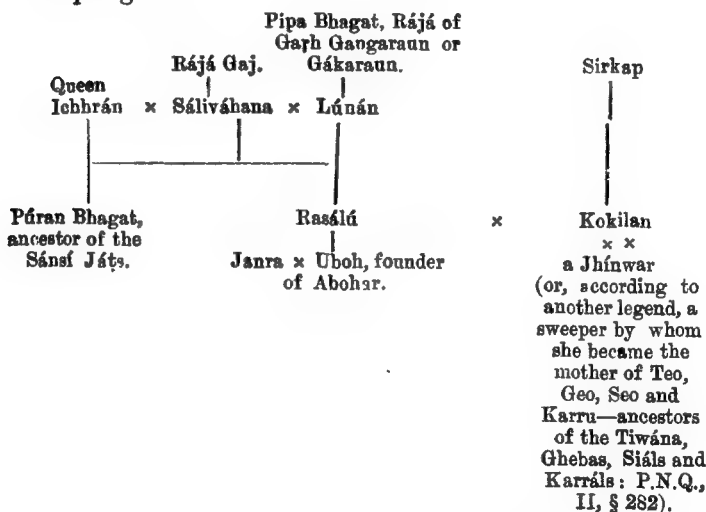 Pipa Bhagat, Rájá of
Gaṛh Gangaraun or
Gákaraun.
Rájá Gaj.
Sirkap
Queen
Ichhrán × Sáliváhana × Lúnán
Púran Bhagat,
ancestor of the
Sánsí Játṣ.
Rasálú
×
Kokilan
× ×
Janra × Uboh, founder
of Abohar.
a Jhínwar
(or, according to
another legend, a
sweeper by whom
she became the
mother of Teo,
Geo, Seo and
Karru—ancestors
of the Tiwána,
Ghebas, Siáls and
Karráls: P.N.Q.,
II, § 282).